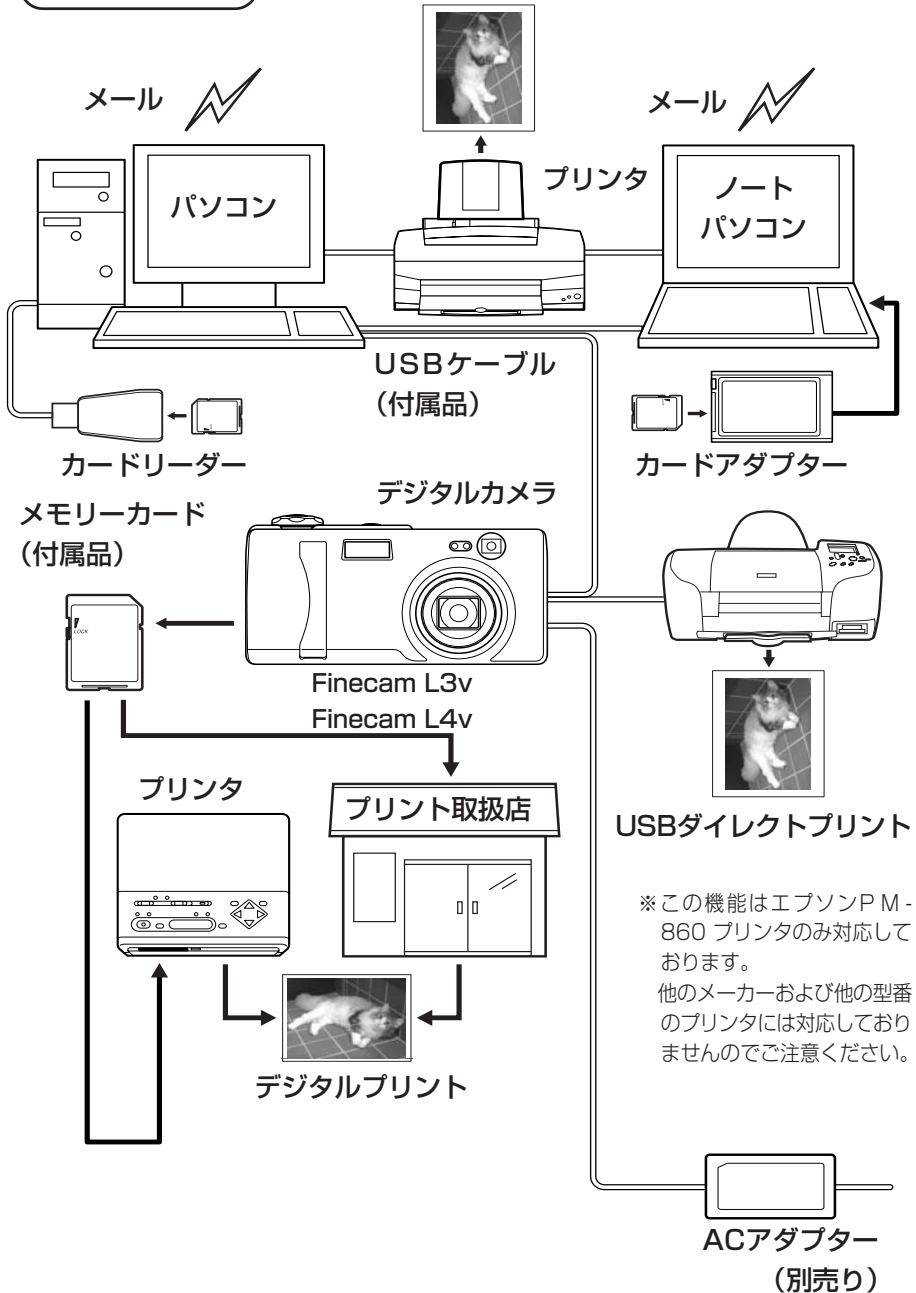 メール
メール
プリンタ
パソコン
ノート
パソコン
USBケーブル
（付属品）
カードリーダー
カードアダプター
デジタルカメラ
メモリーカード
（付属品）
LOCK
Finecam L3v
Finecam L4v
プリンタ
プリント取扱店
USBダイレクトプリント
※この機能はエプソンPM-
860 プリンタのみ対応して
おります。
他のメーカーおよび他の型番
のプリンタには対応しており
ませんのでご注意ください。
デジタルプリント
ACアダプター
（別売り）